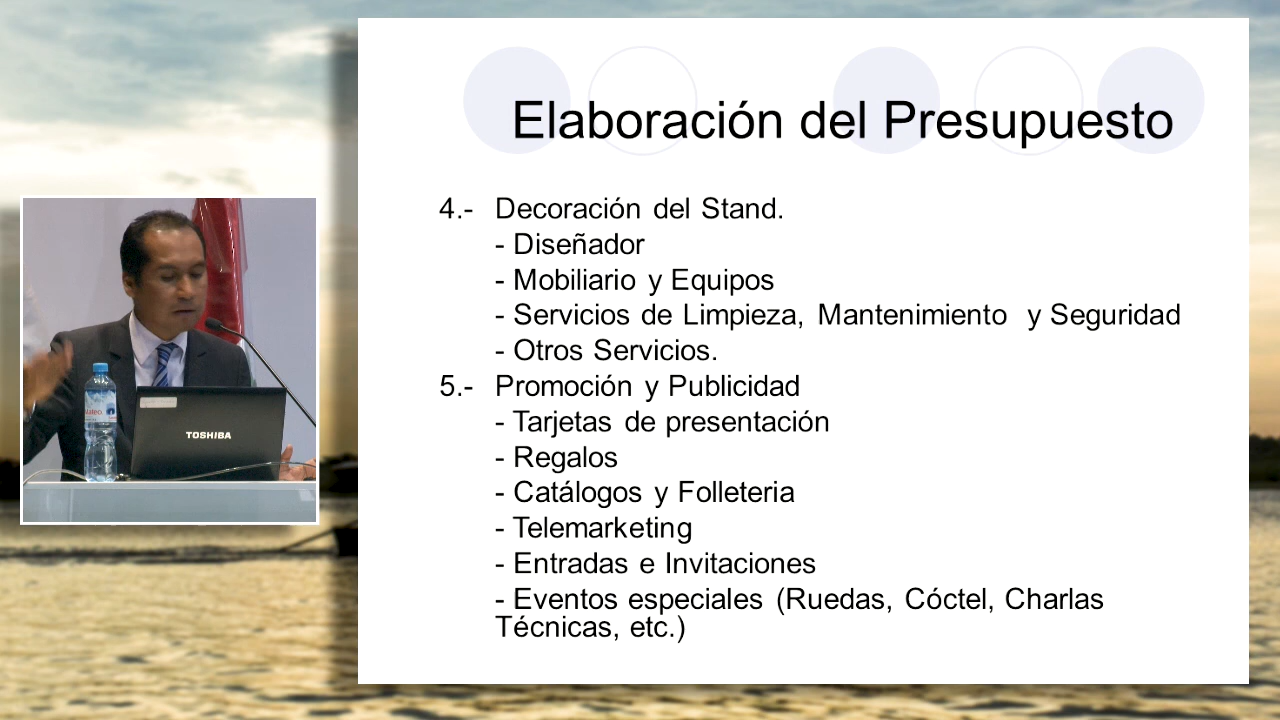 Elaboración del Presupuesto
4.- Decoración del Stand.
- Diseñador
- Mobiliario y Equipos
- Servicios de Limpieza, Mantenimiento y Seguridad
- Otros Servicios.
5.- Promoción y Publicidad
- Tarjetas de presentación
- Regalos
- Catálogos y Folleteria
- Telemarketing
- Entradas e Invitaciones
- Eventos especiales (Ruedas, Cóctel, Charlas
Técnicas, etc.)
TOSHIBA